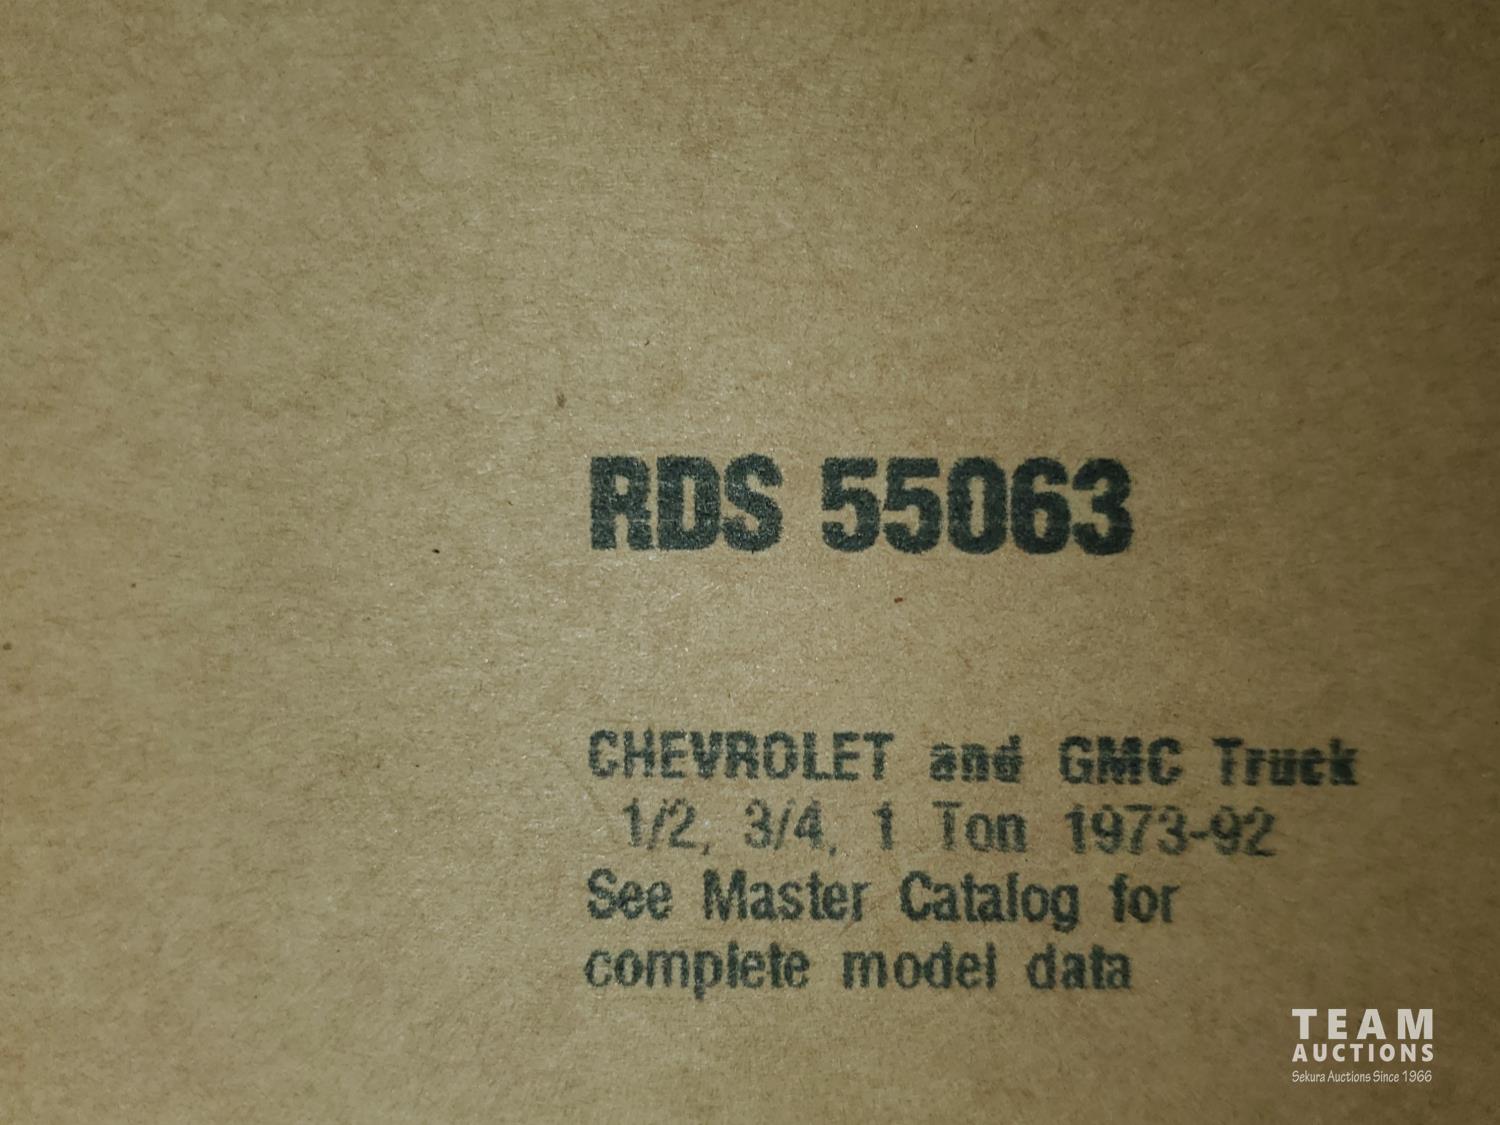 RDS 55063
CHEVROLET and GMC Truck
1/2, 3/4, 1 Ton 1973-92
See Master Catalog for
complete model data
TEAM
AUCTIONS
Sekura Auctions Since 1966